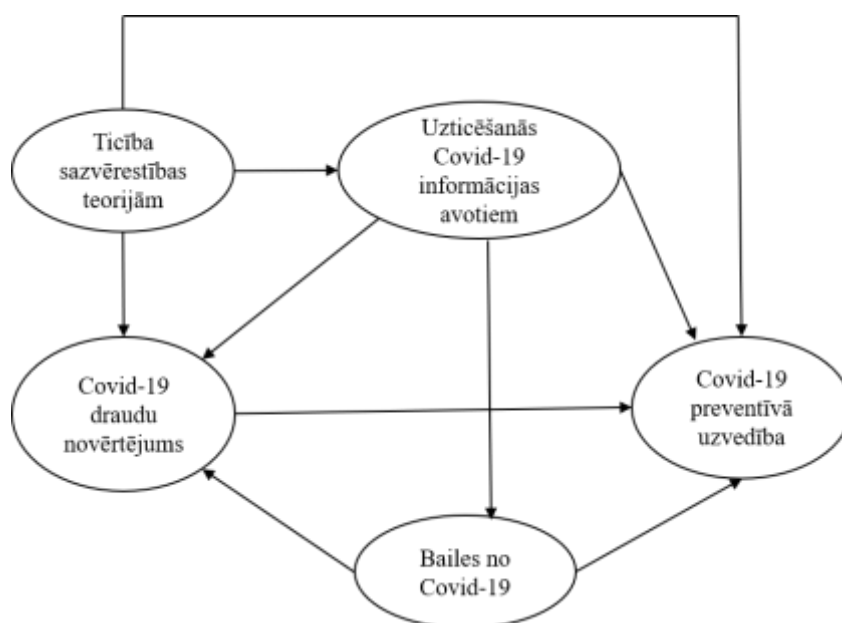 Ticība
sazvērestības
teorijām
Uzticēšanās
Covid-19
informācijas
avotiem
Covid-19
draudu
novērtējums
Covid-19
preventīvā
uzvedība
Bailes no
Covid-19